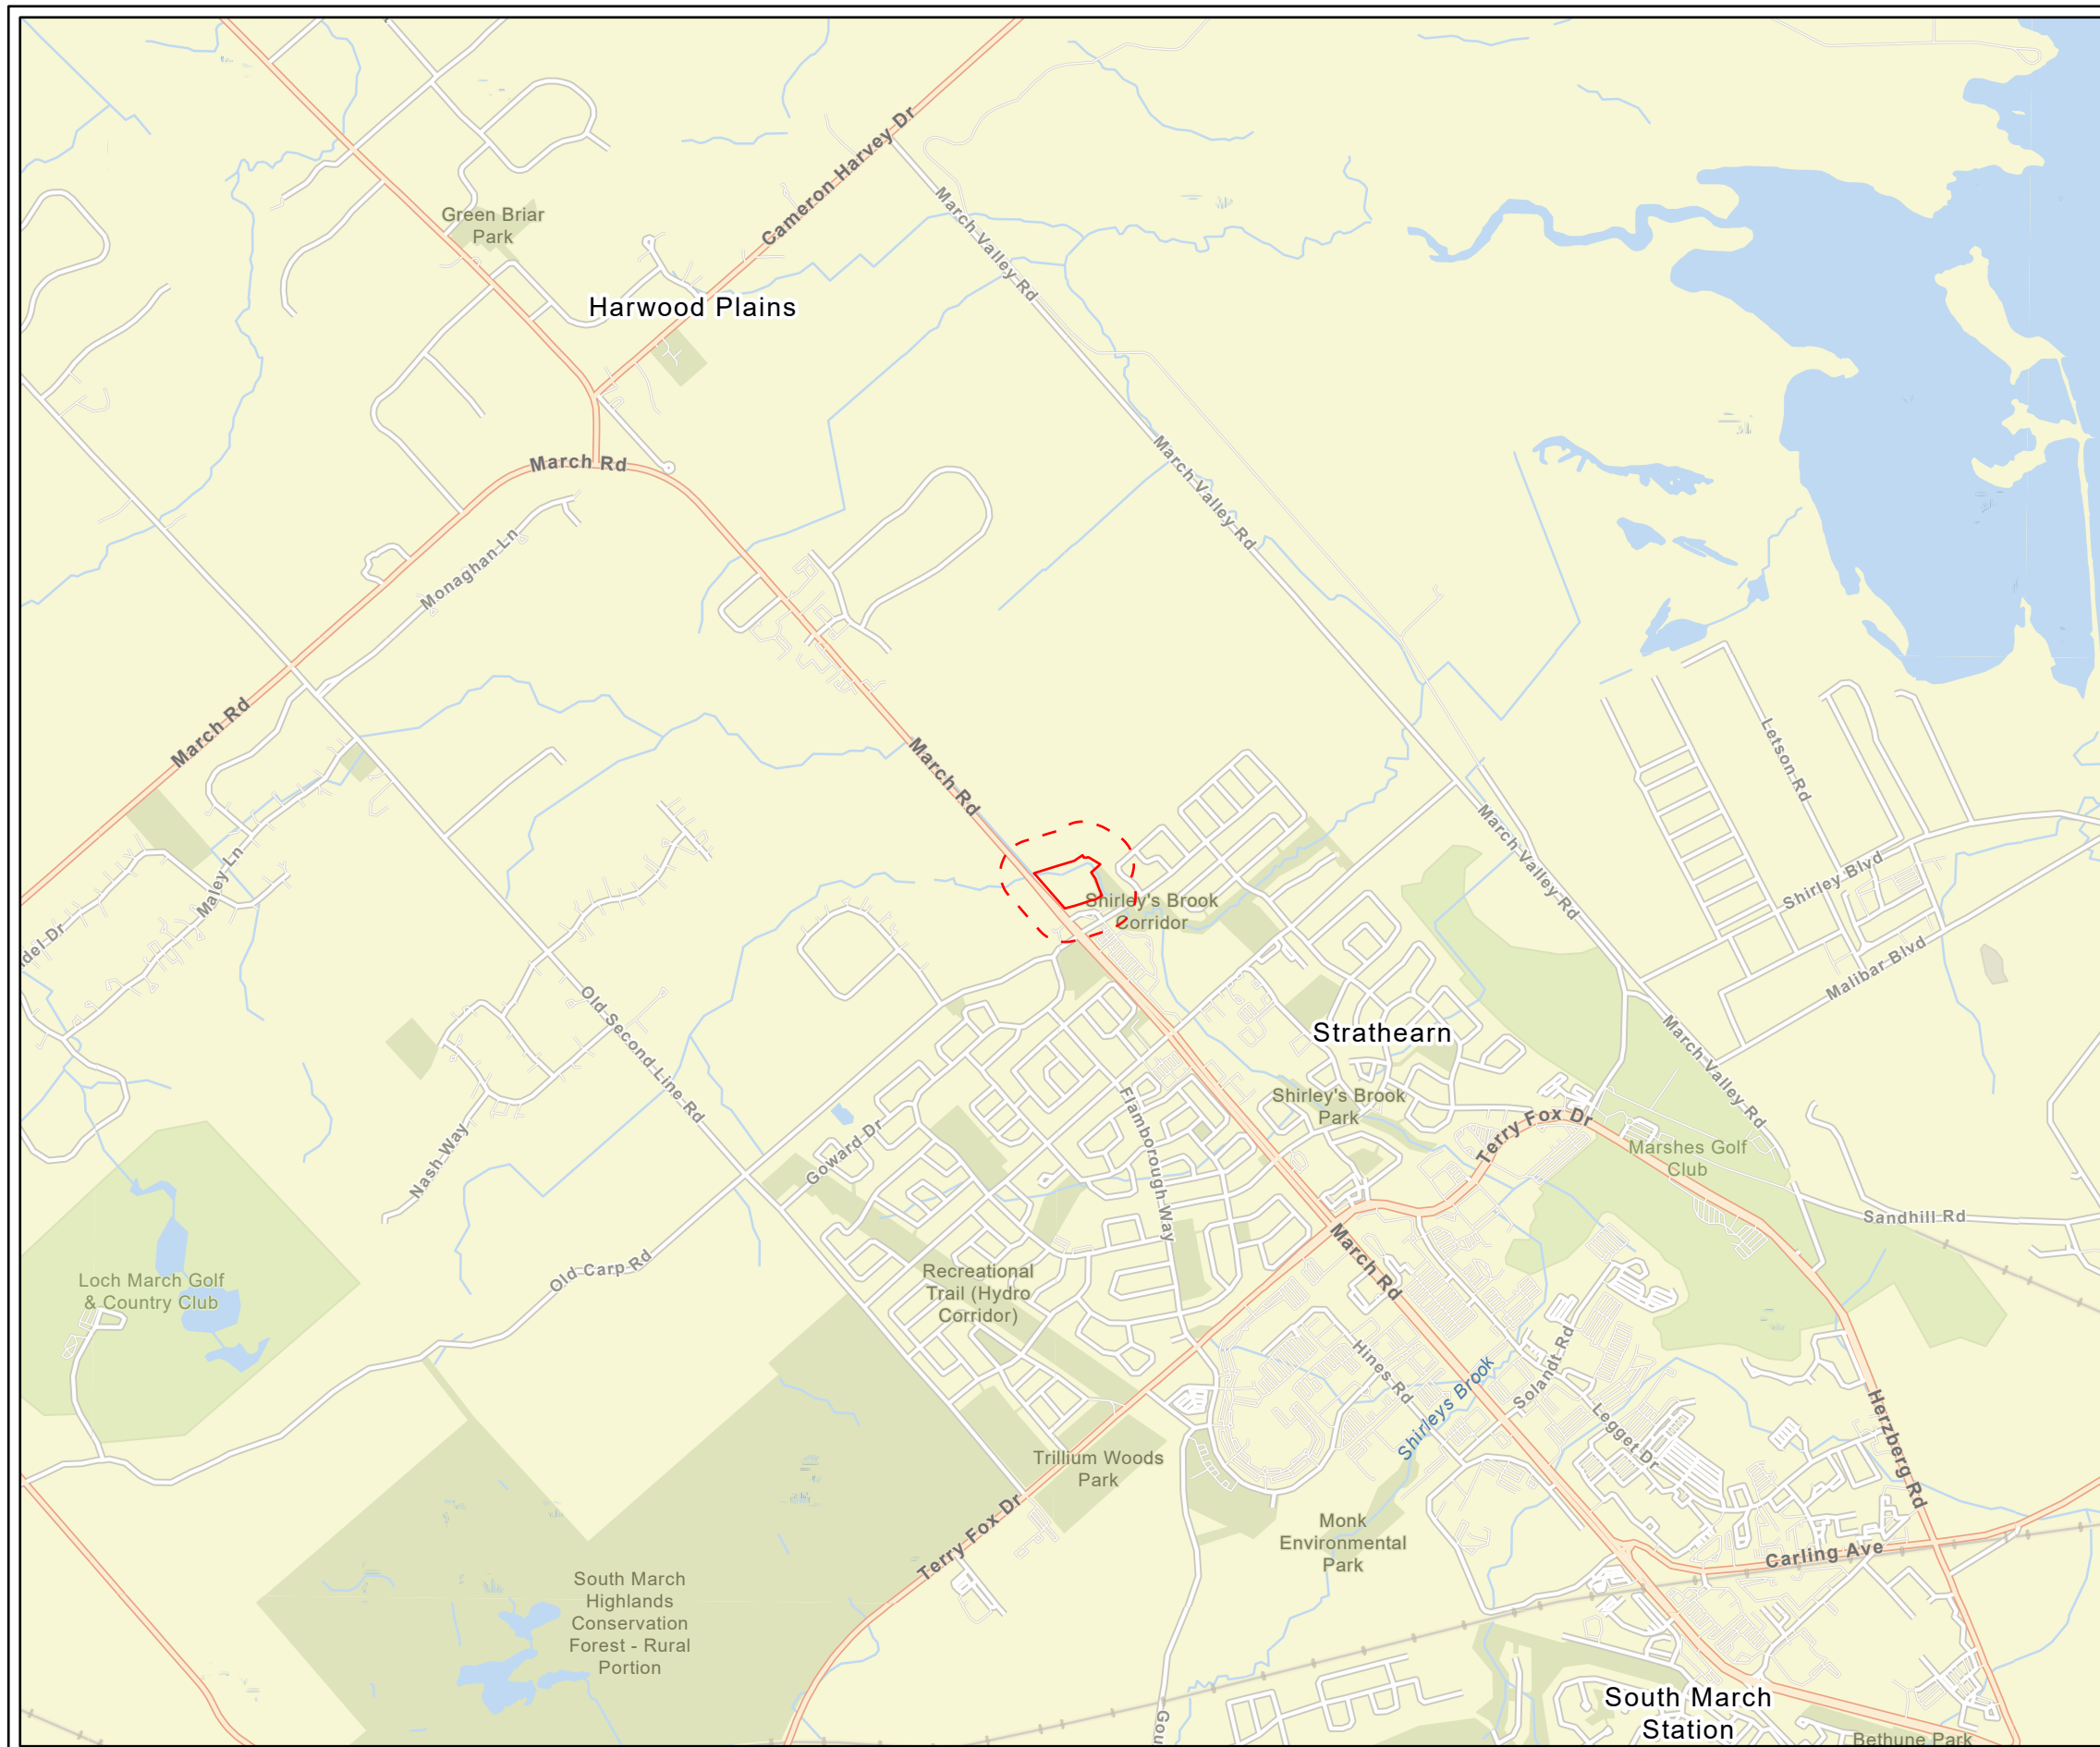 Cameron Harvey Dr
Green Briar
Park
March Valley Rd
Harwood Plains
March Rd
March Valley Rd
Monaghan Ln
March Rd
March Rd
Letson Rd
March Valley Rd
Shirley Blvd
Maley Ln
Shirley's Brook
Corridor
del Dr
Malibar Blvd
Old Second Line Rd
Strathearn
March Valley Rd
Shirley's Brook
Park
Flamborough Way
Goward Dr
Terry Fox Dr
Marshes Golf
Club
Nash Way
Sandhill Rd
March Rd
Old Carp Rd
Loch March Golf
& Country Club
Recreational
Trail (Hydro
Corridor)
Hines Rd
Solandt Rd
Shirleys Brook
Legget Dr
Herzberg Rd
Trillium Woods
Park
Terry Fox Dr
Monk
Environmental
Park
Carling Ave
South March
Highlands
Conservation
Forest - Rural
Portion
South March
Station
Gou
Bethune Park